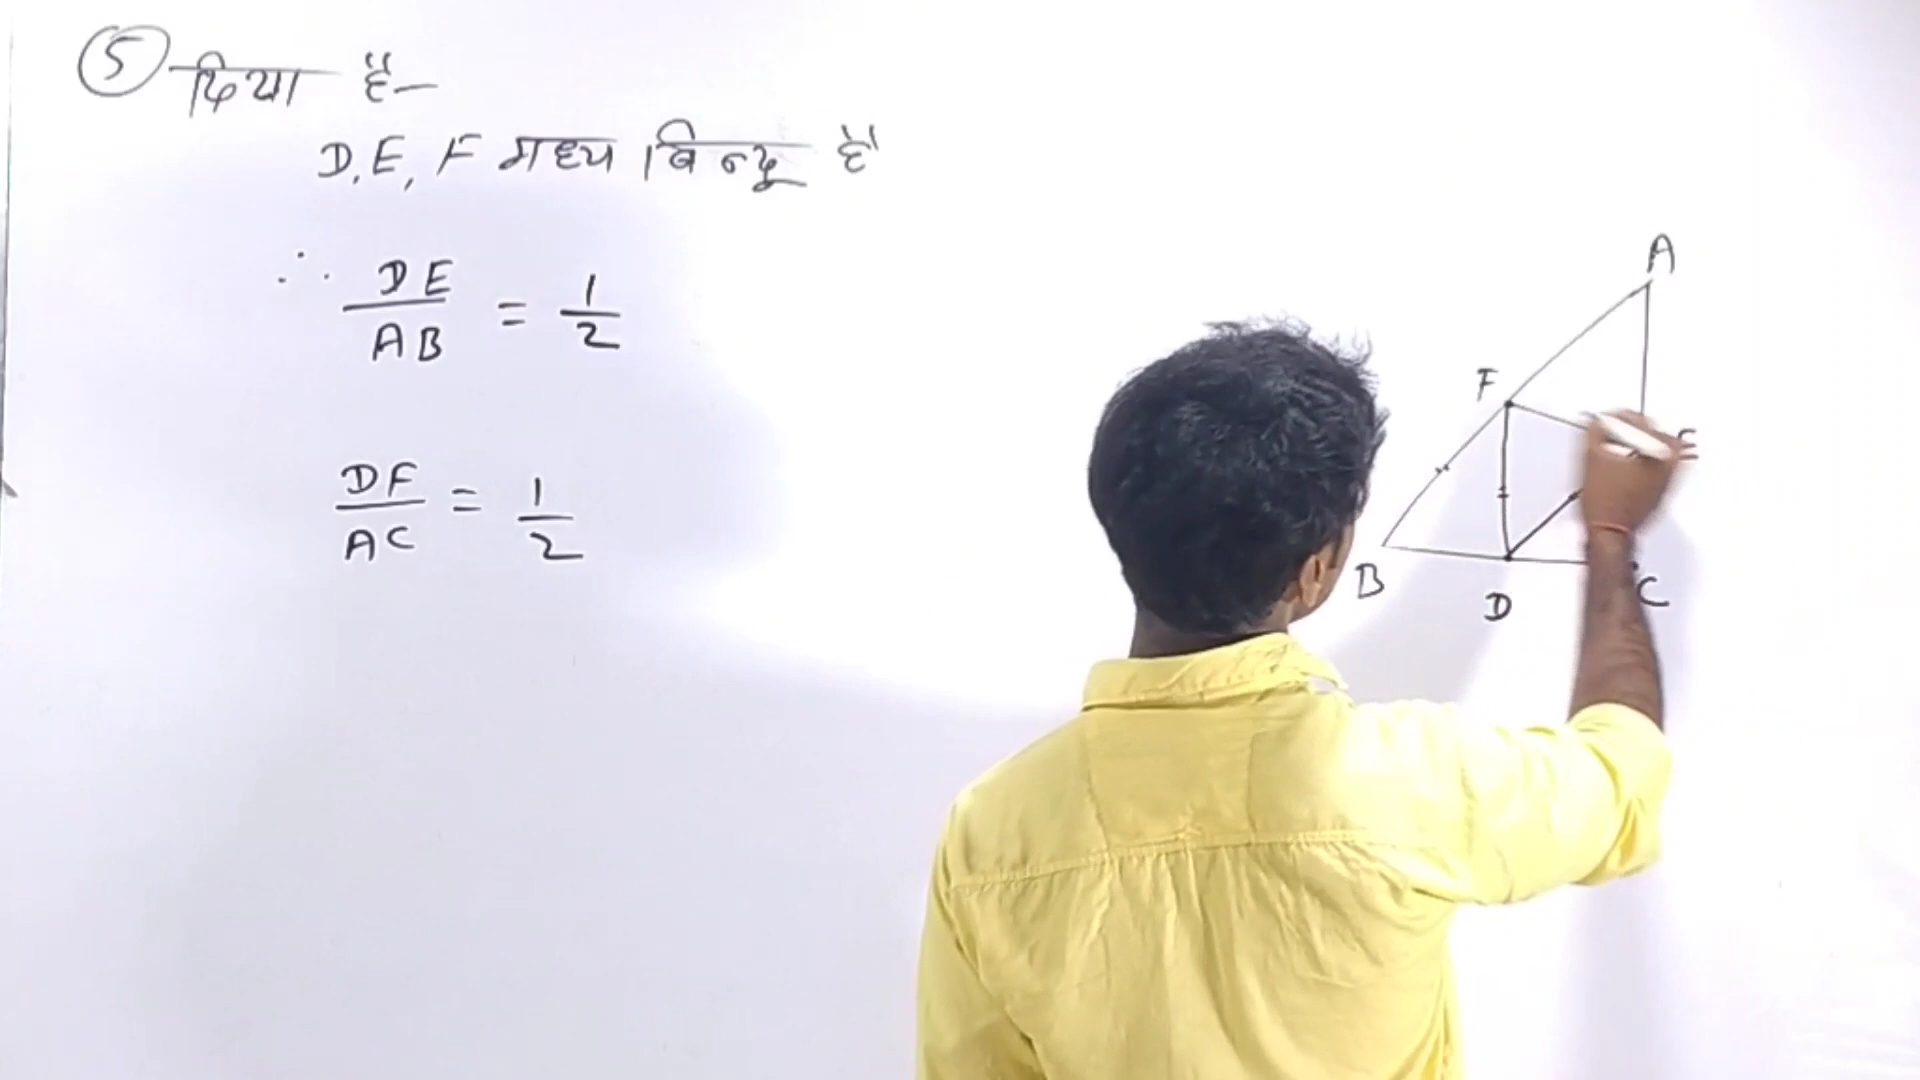 5 दिया है-
D, E, F मध्य बिन्दू है
∴ DE/AB = 1/2
DF/AC = 1/2
A
F
E
B
D
C